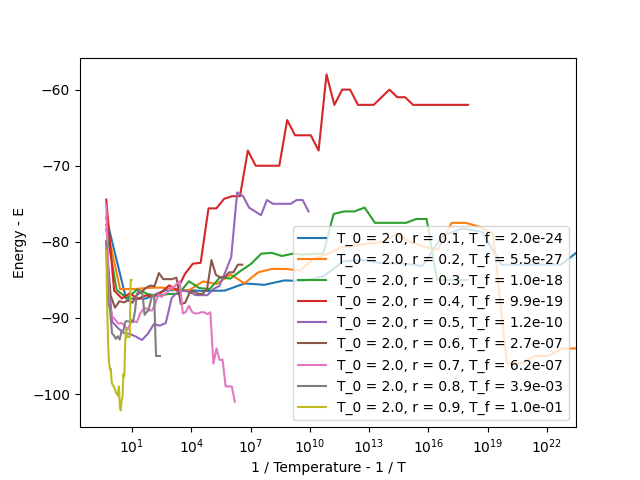 −60
−70
−80
−90
−100
Energy - E
T_0 = 2.0, r = 0.1, T_f = 2.0e-24
T_0 = 2.0, r = 0.2, T_f = 5.5e-27
T_0 = 2.0, r = 0.3, T_f = 1.0e-18
T_0 = 2.0, r = 0.4, T_f = 9.9e-19
T_0 = 2.0, r = 0.5, T_f = 1.2e-10
T_0 = 2.0, r = 0.6, T_f = 2.7e-07
T_0 = 2.0, r = 0.7, T_f = 6.2e-07
T_0 = 2.0, r = 0.8, T_f = 3.9e-03
T_0 = 2.0, r = 0.9, T_f = 1.0e-01
10¹ 10⁴ 10⁷ 10¹⁰ 10¹³ 10¹⁶ 10¹⁹ 10²²
1 / Temperature - 1 / T